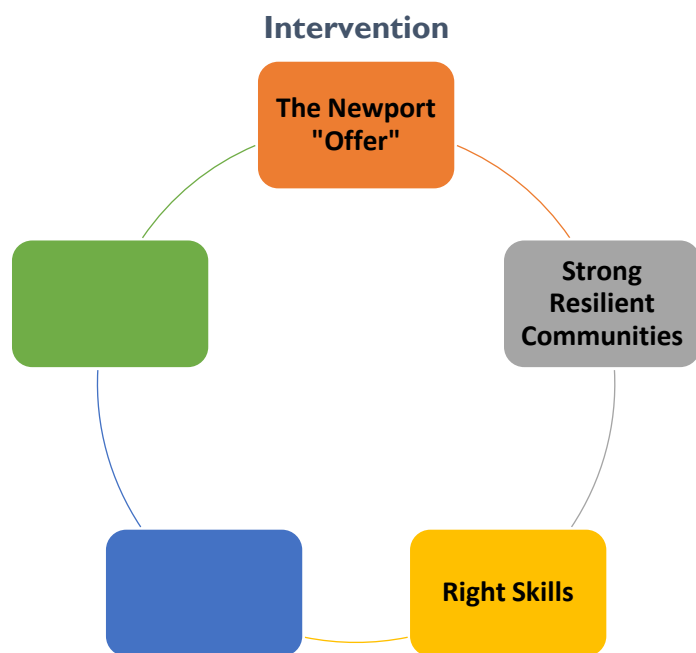 Intervention
The Newport
"Offer"
Strong
Resilient
Communities
Right Skills